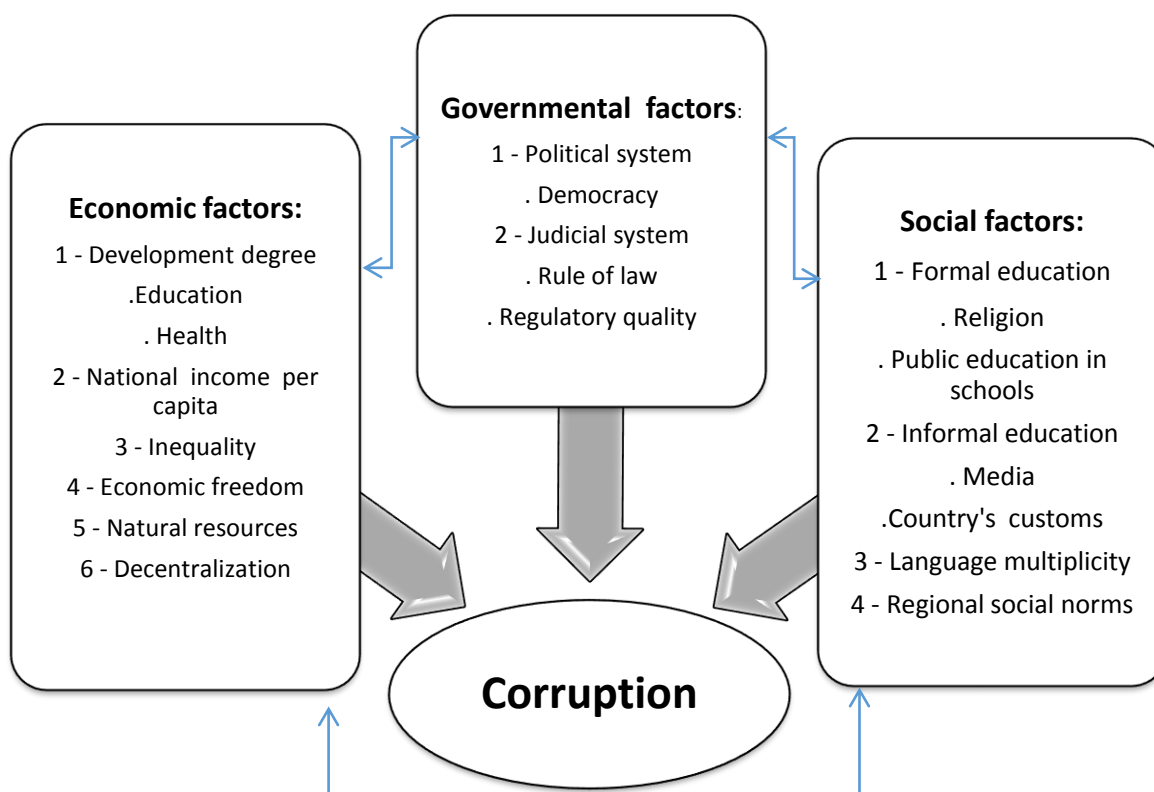 Governmental factors:
1 - Political system
. Democracy
2 - Judicial system
. Rule of law
. Regulatory quality
Economic factors:
1 - Development degree
.Education
. Health
2 - National income per
capita
3 - Inequality
4 - Economic freedom
5 - Natural resources
6 - Decentralization
Social factors:
1 - Formal education
. Religion
. Public education in
schools
2 - Informal education
. Media
.Country's customs
3 - Language multiplicity
4 - Regional social norms
Corruption